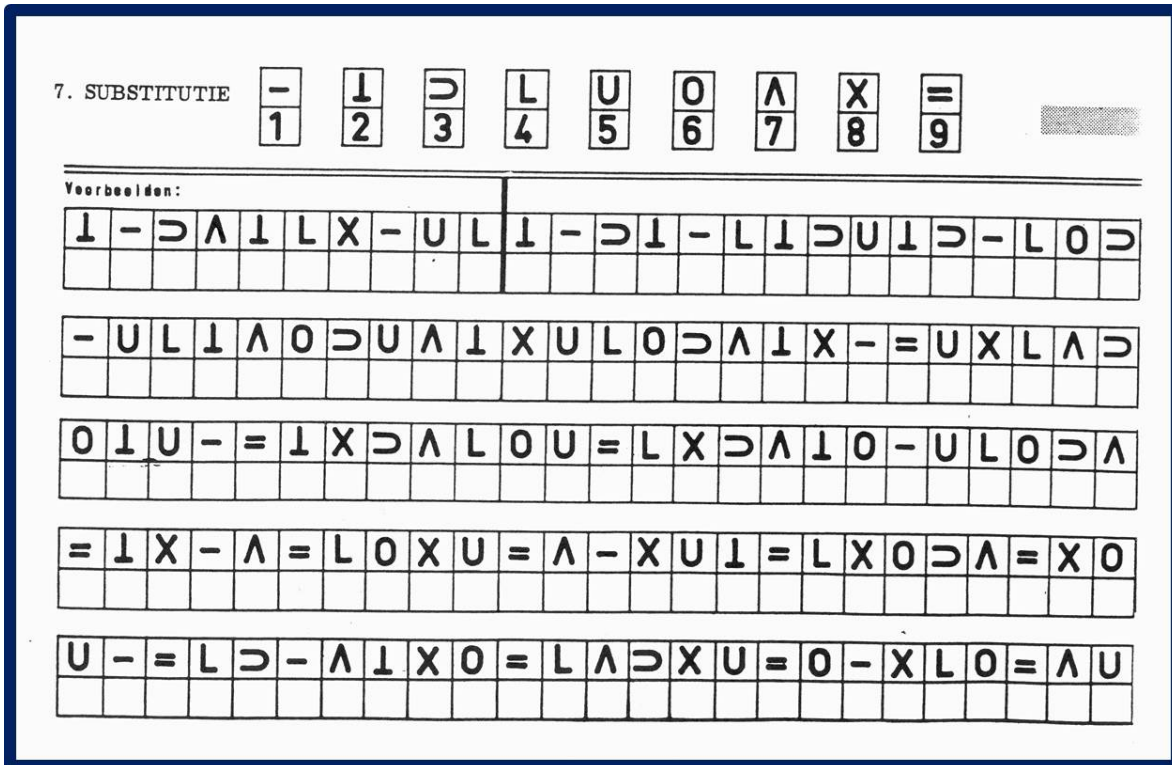 7. SUBSTITUTIE - ⊥ ⊃ L U O Λ X =
1 2 3 4 5 6 7 8 9
Voorbeelden:
⊥ - ⊃ Λ ⊥ L X - U L ⊥ - ⊃ ⊥ - L ⊥ ⊃ U ⊥ ⊃ - L O ⊃
- U L ⊥ Λ O ⊃ U Λ ⊥ X U L O ⊃ Λ ⊥ X - = U X L Λ ⊃
O ⊥ U - = ⊥ X ⊃ Λ L O U = L X ⊃ Λ ⊥ O - U L O ⊃ Λ
= ⊥ X - Λ = L O X U = Λ - X U ⊥ = L X O ⊃ Λ = X O
U - = L ⊃ - Λ ⊥ X O = L Λ ⊃ X U = O - X L O = Λ U